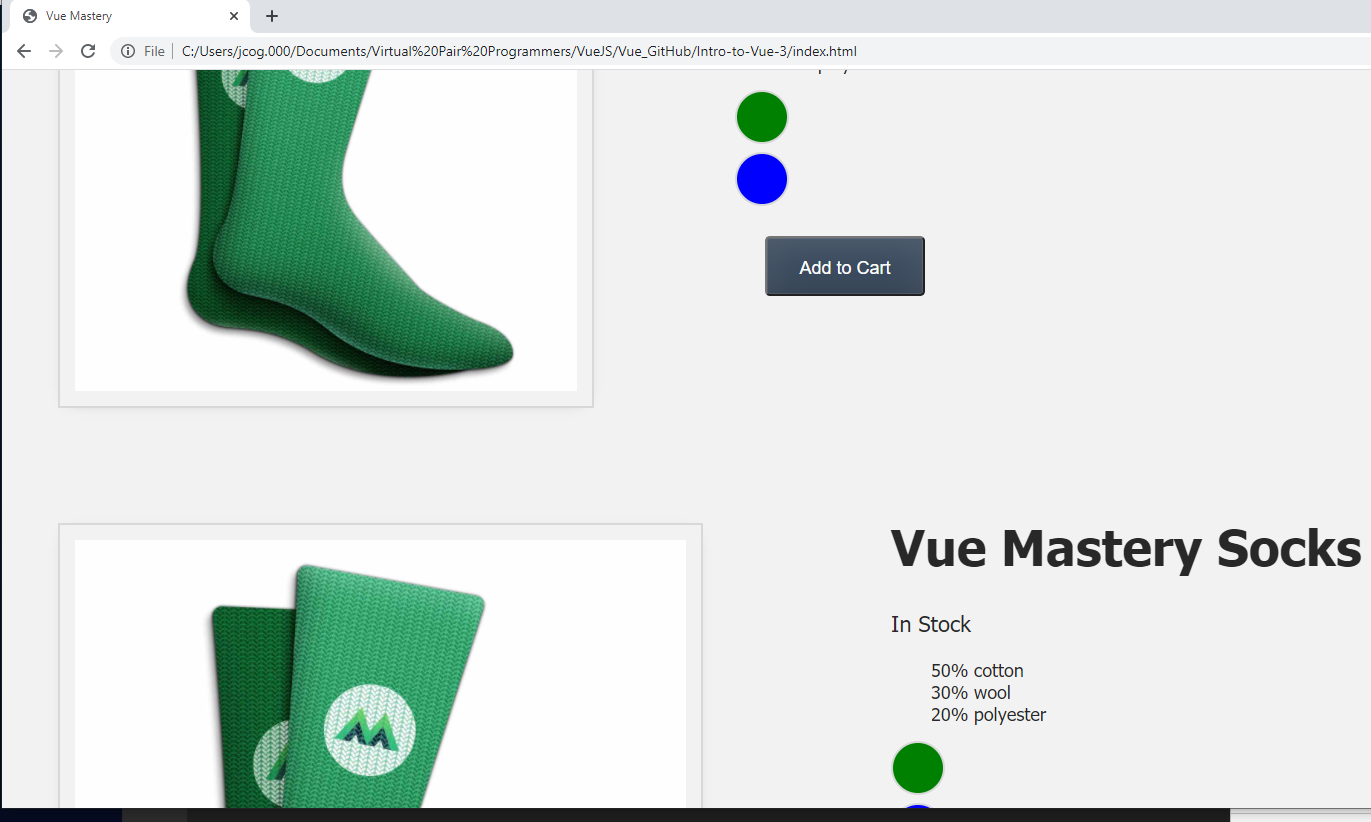 Vue Mastery
File
C:/Users/jcog.000/Documents/Virtual%20Pair%20Programmers/VueJS/Vue_GitHub/Intro-to-Vue-3/index.html
Add to Cart
Vue Mastery Socks
In Stock
50% cotton
30% wool
20% polyester